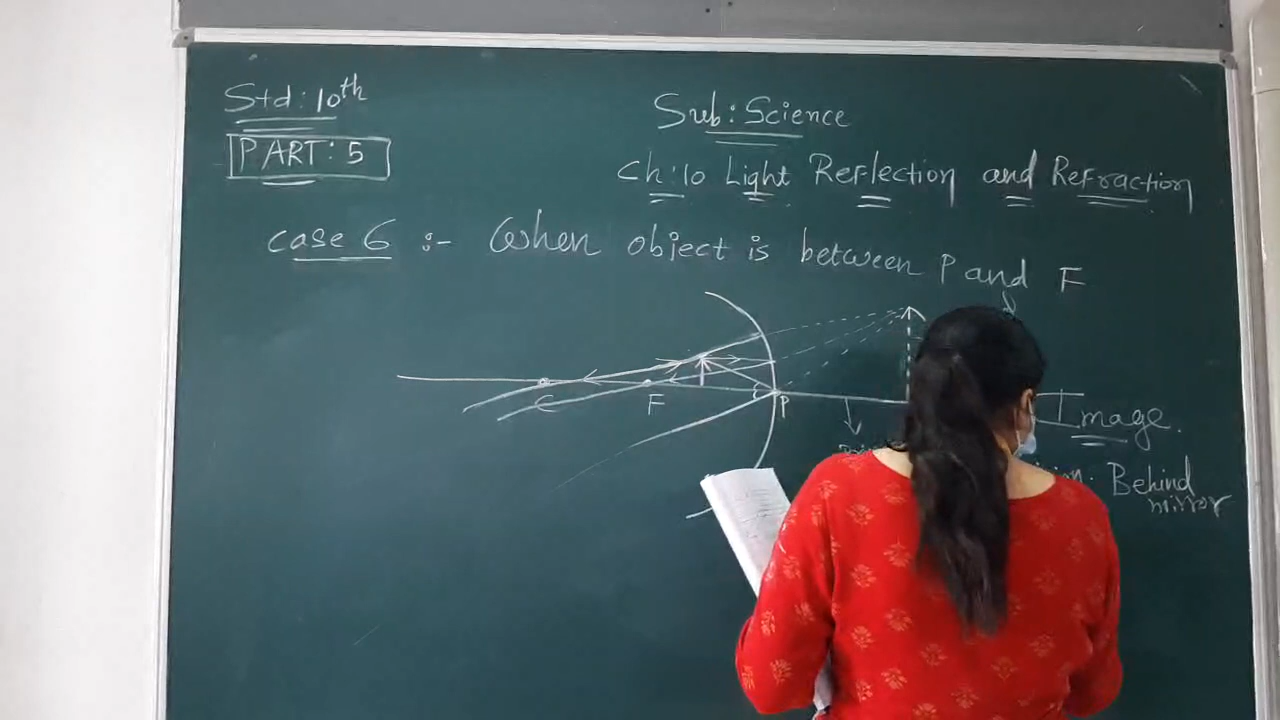 Std: 10th
PART: 5
Sub: Science
Ch: 10 Light Reflection and Refraction
case 6 :- When object is between P and F
C F P
Image.
Behind
mirror